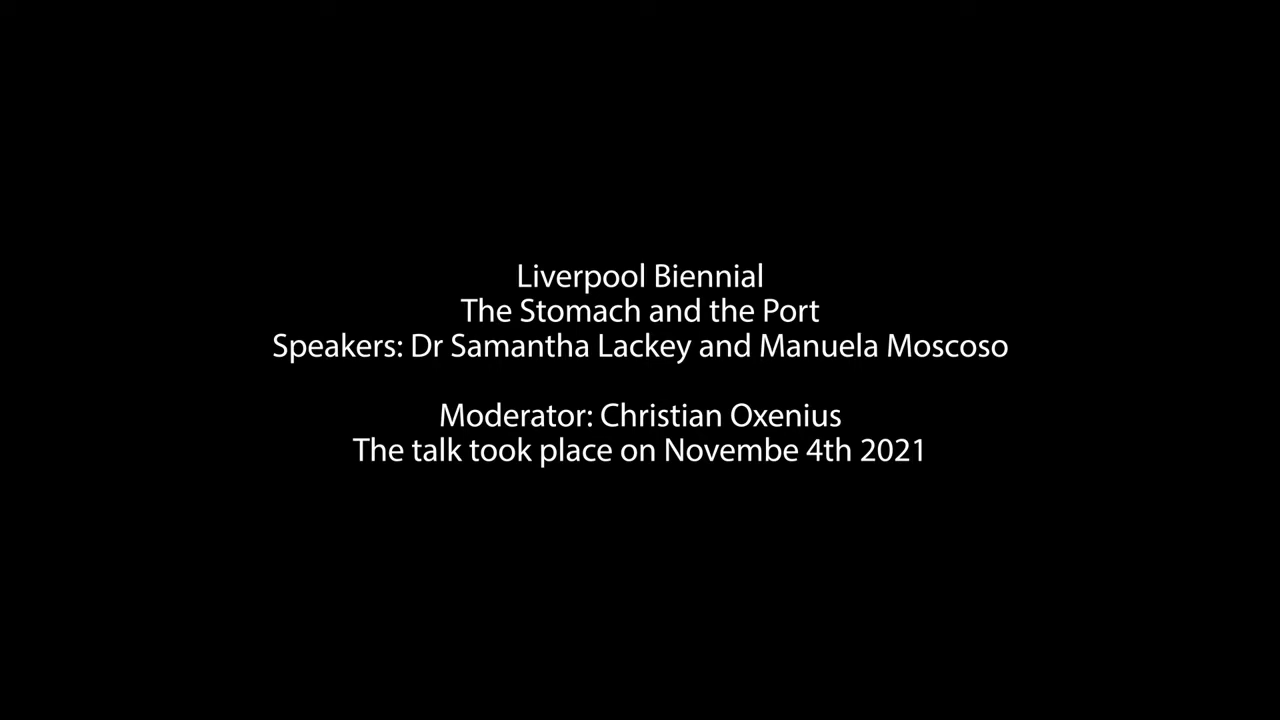 Liverpool Biennial
The Stomach and the Port
Speakers: Dr Samantha Lackey and Manuela Moscoso
Moderator: Christian Oxenius
The talk took place on Novembe 4th 2021